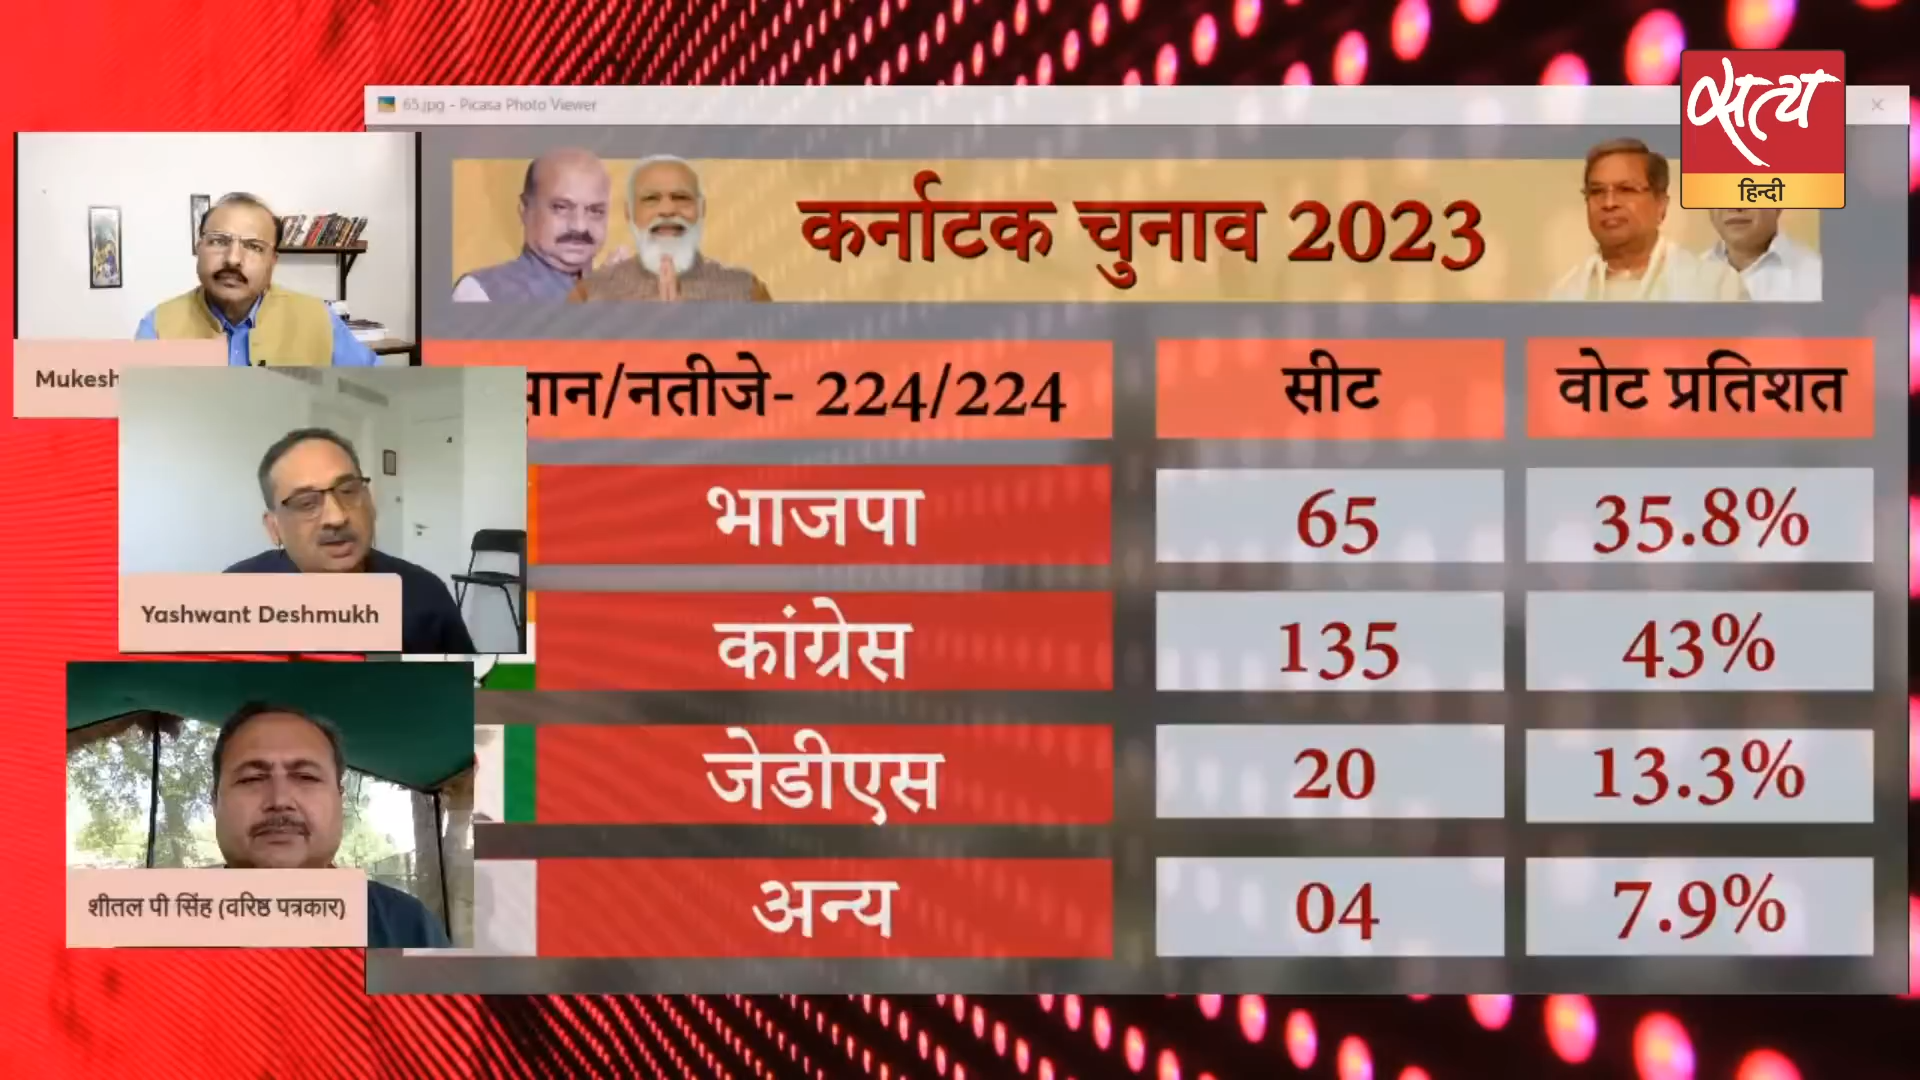 65.jpg - Picasa Photo Viewer
सत्य
हिन्दी
कर्नाटक चुनाव 2023
Mukesh
/नतीजे- 224/224
सीट
वोट प्रतिशत
भाजपा
65
35.8%
Yashwant Deshmukh
कांग्रेस
135
43%
जेडीएस
20
13.3%
शीतल पी सिंह (वरिष्ठ पत्रकार)
अन्य
04
7.9%